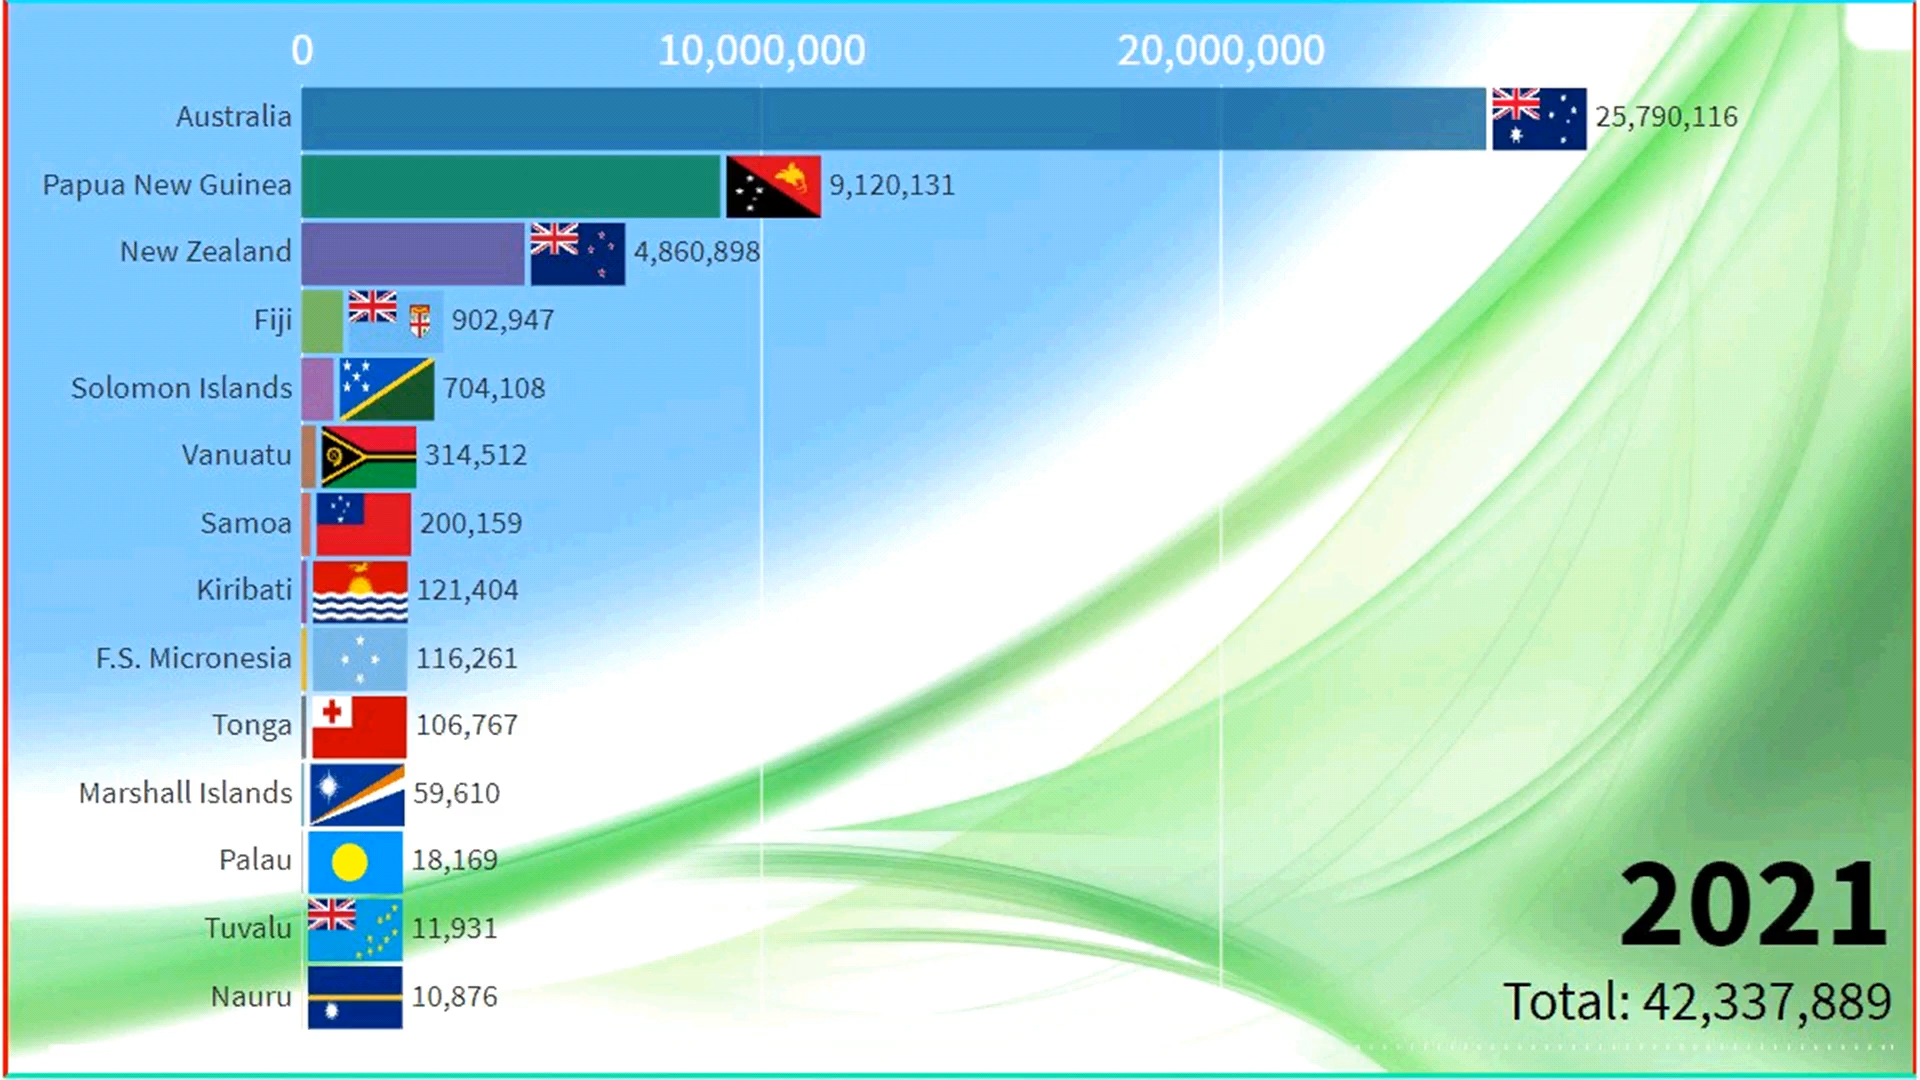 0 10,000,000 20,000,000
Australia 25,790,116
Papua New Guinea 9,120,131
New Zealand 4,860,898
Fiji 902,947
Solomon Islands 704,108
Vanuatu 314,512
Samoa 200,159
Kiribati 121,404
F.S. Micronesia 116,261
Tonga 106,767
Marshall Islands 59,610
Palau 18,169
Tuvalu 11,931
Nauru 10,876
2021
Total: 42,337,889